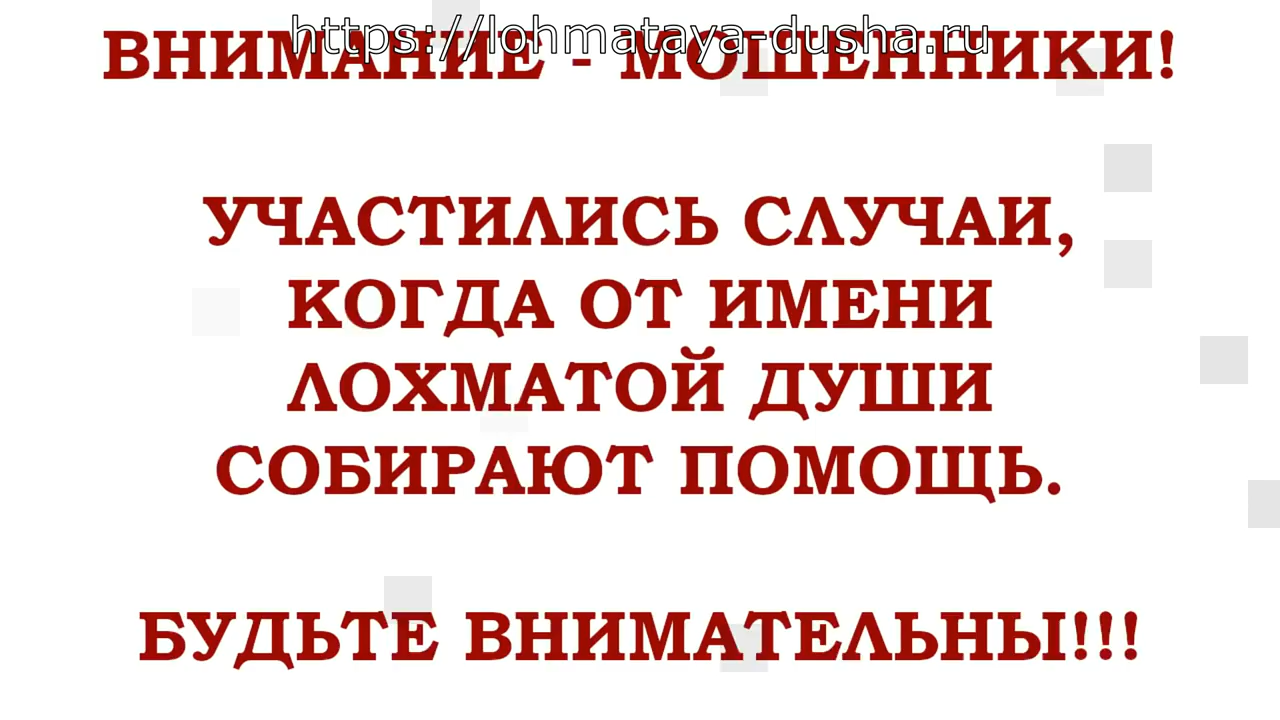 https://lohmataya-dusha.ru
ВНИМАНИЕ - МОШЕННИКИ!
УЧАСТИЛИСЬ СЛУЧАИ,
КОГДА ОТ ИМЕНИ
ЛОХМАТОЙ ДУШИ
СОБИРАЮТ ПОМОЩЬ.
БУДЬТЕ ВНИМАТЕЛЬНЫ!!!